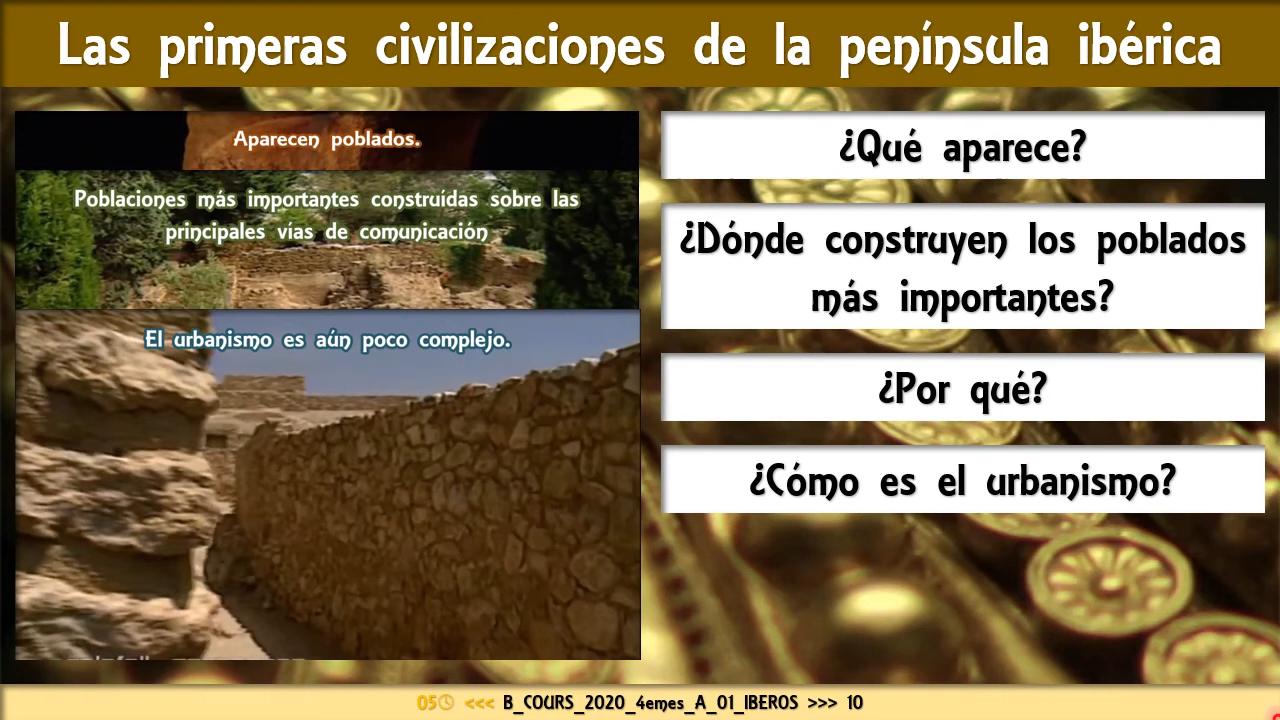 Las primeras civilizaciones de la península ibérica
Aparecen poblados.
Poblaciones más importantes construídas sobre las
principales vías de comunicación
El urbanismo es aún poco complejo.
¿Qué aparece?
¿Dónde construyen los poblados
más importantes?
¿Por qué?
¿Cómo es el urbanismo?
05 <<< B_COURS_2020_4emes_A_01_IBEROS >>> 10